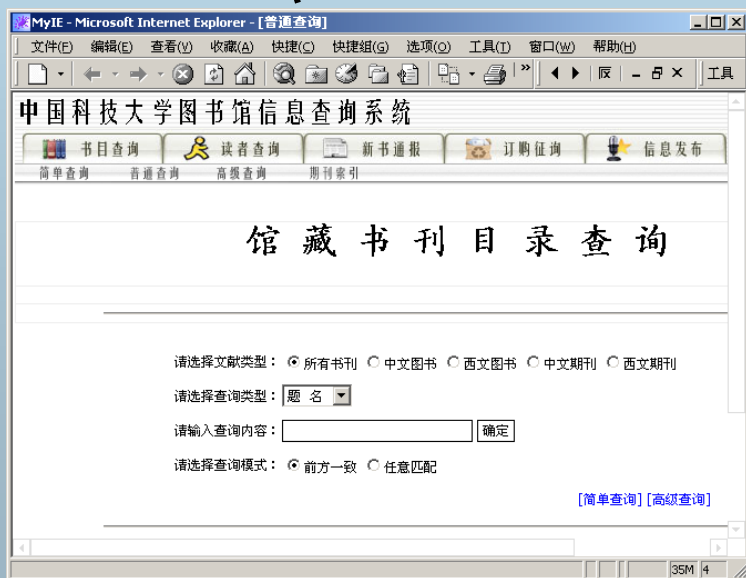 MyIE - Microsoft Internet Explorer - [普通查询]
文件(F) 编辑(E) 查看(V) 收藏(A) 快捷(C) 快捷组(G) 选项(O) 工具(T) 窗口(W) 帮助(H)
» 工具
中国科技大学图书馆信息查询系统
书目查询 读者查询 新书通报 订购征询 信息发布
简单查询 普通查询 高级查询 期刊索引
馆藏书刊目录查询
请选择文献类型： 所有书刊 中文图书 西文图书 中文期刊 西文期刊
请选择查询类型： 题 名
请输入查询内容： 确定
请选择查询模式： 前方一致 任意匹配
[简单查询] [高级查询]
35M 4